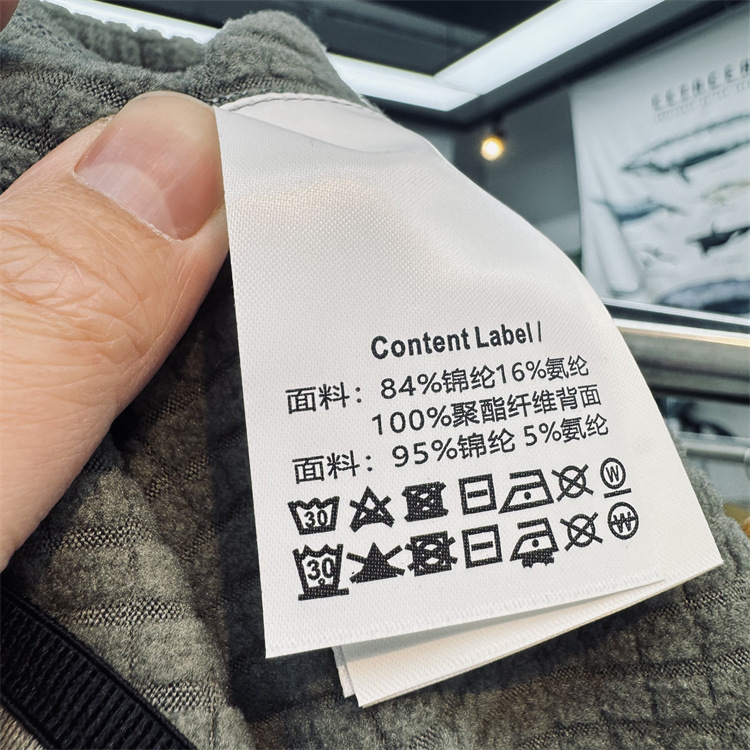 Content Label /
面料：84%锦纶16%氨纶
100%聚酯纤维背面
面料：95%锦纶 5%氨纶
30 W
30 W